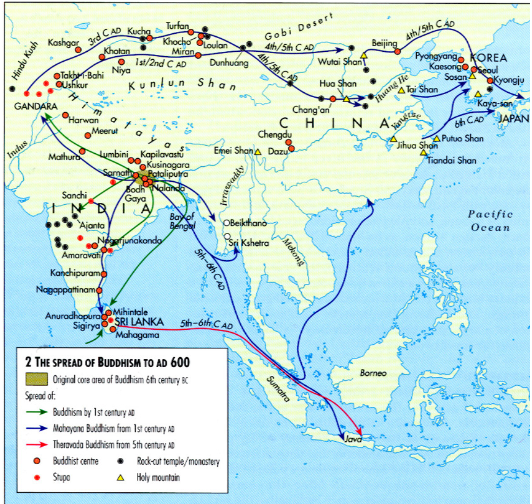 Turfan
Kucha
Khocho
Loulan
Miran
Kashgar
Khotan
Niya
Dunhuang
Gobi Desert
3rd C AD
1st/2nd C AD
4th/5th C AD
4th/5th C AD
4th/5th C AD
Hindu Kush
Takht-i-Bahi
Ushkur
GANDARA
Kunlun Shan
Himalayas
Indus
Beijing
Wutai Shan
Hua Shan
Chang'an
Huang He
Tai Shan
Pyongyang
Kaesong
Sosan
KOREA
Seoul
Kyongju
Kaya-san
JAPAN
6th C AD
CHINA
Yangtze
Putuo Shan
Jihua Shan
Tiandai Shan
Chengdu
Dazu
Emei Shan
Harwan
Meerut
Mathura
Lumbini
Kapilavastu
Kusinagara
Sarnath
Pataliputra
Bodh
Gaya
Nalanda
Sanchi
INDIA
Ajanta
Nagarjunakonda
Amaravati
Kanchipuram
Nagappattinam
Anuradhapura
Sigirya
Mihintale
SRI LANKA
Mahagama
Bay of
Bengal
Irrawaddy
Beikthano
Sri Kshetra
Mekong
5th-6th C AD
5th-6th C AD
Pacific
Ocean
Sumatra
Borneo
Java
2 THE SPREAD OF BUDDHISM TO AD 600
Original core area of Buddhism 6th century BC
Spread of:
Buddhism by 1st century AD
Mahayana Buddhism from 1st century AD
Theravada Buddhism from 5th century AD
Buddhist centre
Rock-cut temple/monastery
Stupa
Holy mountain